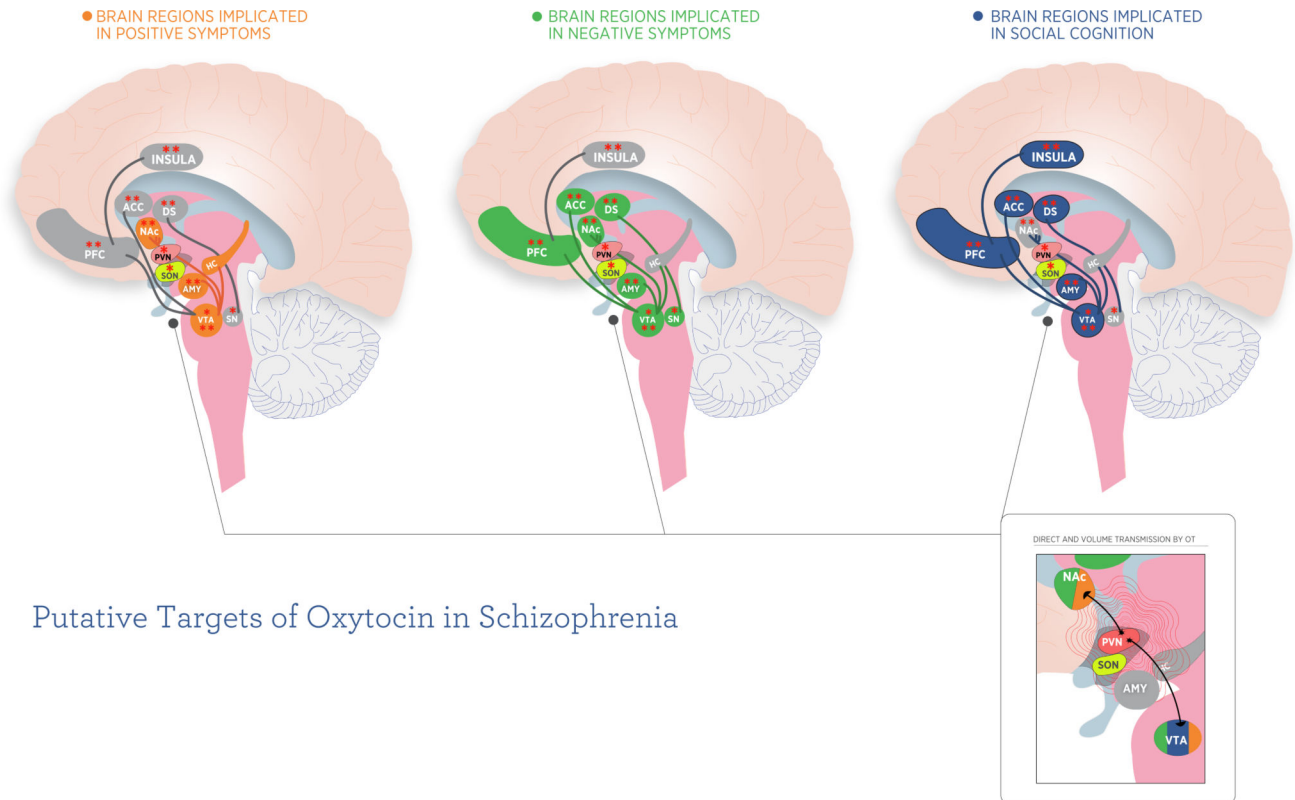 BRAIN REGIONS IMPLICATED
IN POSITIVE SYMPTOMS
BRAIN REGIONS IMPLICATED
IN NEGATIVE SYMPTOMS
BRAIN REGIONS IMPLICATED
IN SOCIAL COGNITION
**
INSULA
**
ACC
**
DS
**
NAc
**
PFC
*
PVN
*
SON
HC
**
AMY
*
VTA
**
*
SN
**
INSULA
**
ACC
**
DS
**
NAc
**
PFC
*
PVN
*
SON
HC
**
AMY
*
VTA
**
*
SN
**
INSULA
**
ACC
**
DS
**
NAc
**
PFC
*
PVN
*
SON
HC
**
AMY
*
VTA
**
*
SN
Putative Targets of Oxytocin in Schizophrenia
DIRECT AND VOLUME TRANSMISSION BY OT
NAc
PVN
SON
AMY
VTA